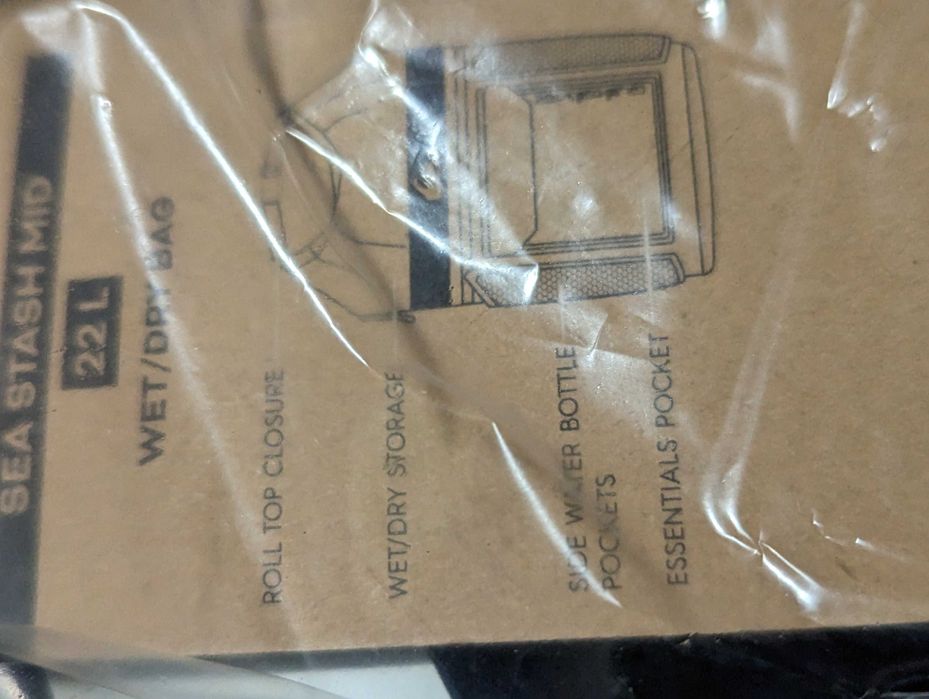 SEA STASH MID
22 L
WET/DRY BAG
ROLL TOP CLOSURE
WET/DRY STORAGE
SIDE WATER BOTTLE
POCKETS
ESSENTIALS POCKET